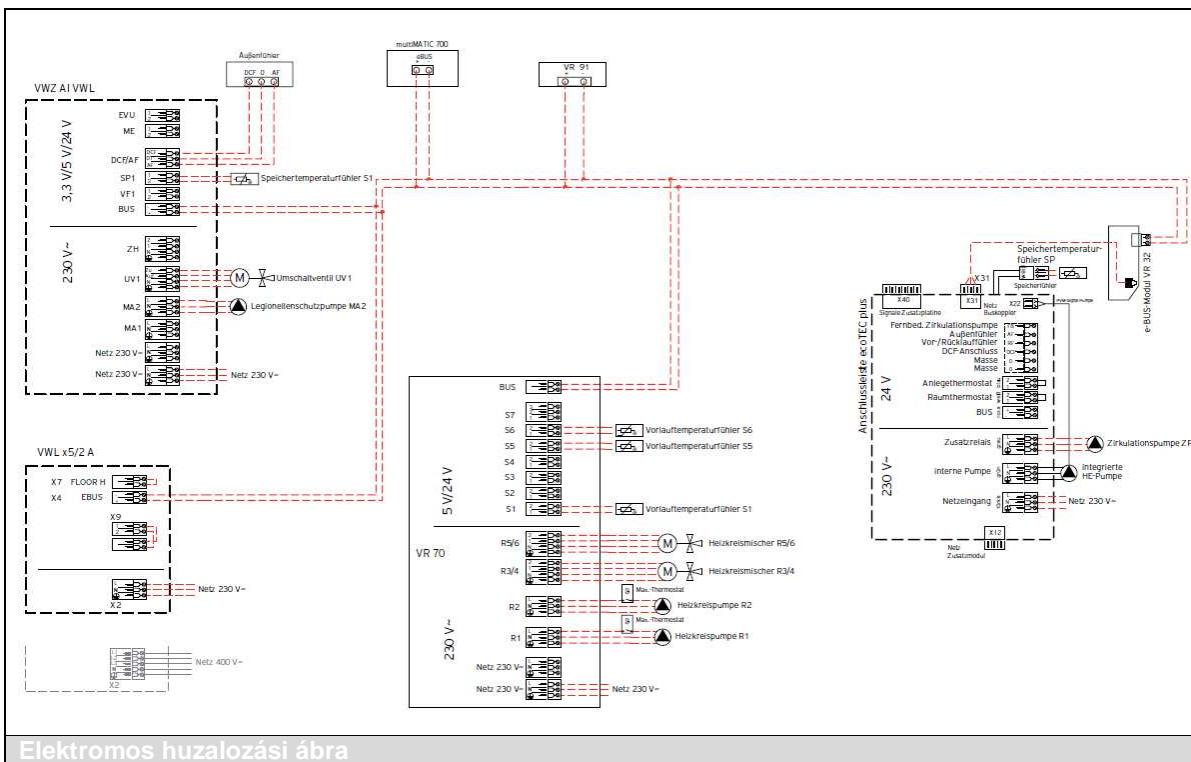 multiMATIC 700
eBUS
+ -
Außenfühler
DCF 0 AF
VR 91
+ -
VWZ AI VWL
3,3 V/5 V/24 V
EVU
ME
DCF/AF
SP1
Speichertemperaturfühler S1
VF1
BUS
230 V~
ZH
UV1
M
Umschaltventil UV1
MA2
Legionellenschutzpumpe MA2
MA1
Netz 230 V~
Netz 230 V~
Netz 230 V~
VWL x5/2 A
X7 FLOOR H
X4 EBUS
X9
X2
Netz 230 V~
X2
Netz 400 V~
VR 70
5 V/24 V
BUS
S7
S6
Vorlauftemperaturfühler S6
S5
Vorlauftemperaturfühler S5
S4
S3
S2
S1
Vorlauftemperaturfühler S1
230 V~
R5/6
M
Heizkreismischer R5/6
R3/4
M
Heizkreismischer R3/4
Max.-Thermostat
R2
Heizkreispumpe R2
Max.-Thermostat
R1
Heizkreispumpe R1
Netz 230 V~
Netz 230 V~
Netz 230 V~
e-BUS-Modul VR 32
Speichertemperatur-
fühler SP
Speicherfühler
X31
X40
Signale Zusatzplatine
X31
Netz
Buskoppler
X22
Anschlussleiste ecoTEC plus
24 V
Fernbed. Zirkulationspumpe
Außenfühler
Vor-/Rücklauffühler
DCF-Anschluss
Masse
Masse
Anlegethermostat
Raumthermostat
BUS
230 V~
Zusatzrelais
Zirkulationspumpe ZP
interne Pumpe
integrierte
HE-Pumpe
Netzeingang
Netz 230 V~
X12
Netz
Zusatzmodul
Elektromos huzalozási ábra